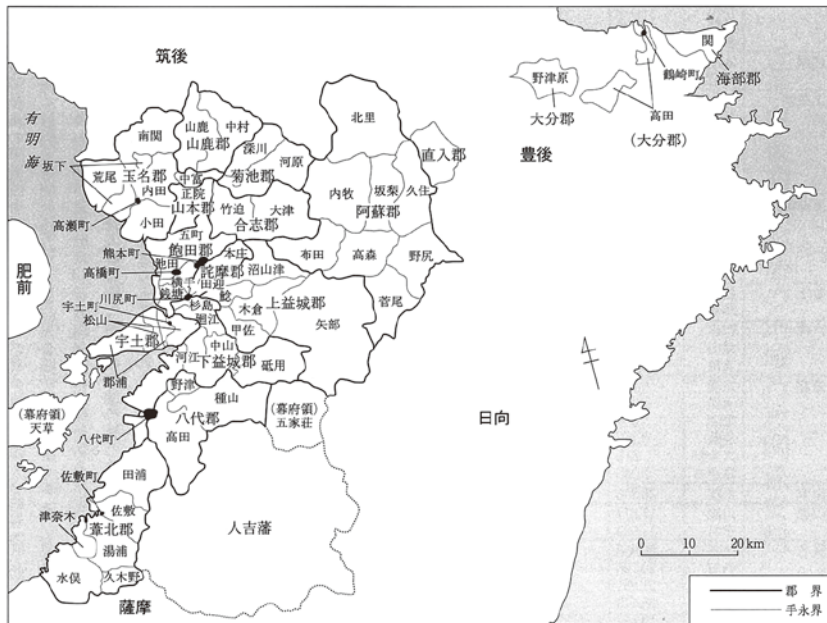 筑後
有明海
肥前
豊後
日向
薩摩
人吉藩
関
鶴崎町
海部郡
野津原
大分郡
高田
(大分郡)
北里
直入郡
南関
山鹿
中村
山鹿郡
深川
坂下
荒尾
玉名郡
菊池郡
河原
内田
中富
正院
山本郡
竹迫
大津
合志郡
内牧
坂梨
久住
阿蘇郡
高瀬町
小田
五町
飽田郡
熊本町
池田
本庄
託摩郡
沼山津
布田
高森
野尻
高橋町
横手
田迎
鯰
銭塘
川尻町
杉島
木倉
上益城郡
矢部
菅尾
宇土町
松山
廻江
甲佐
宇土郡
中山
河江
下益城郡
砥用
郡浦
野津
種山
(幕府領)
五家荘
(幕府領)
天草
八代郡
八代町
高田
佐敷町
田浦
津奈木
佐敷
葦北郡
湯浦
水俣
久木野
0 10 20km
郡界
手永界